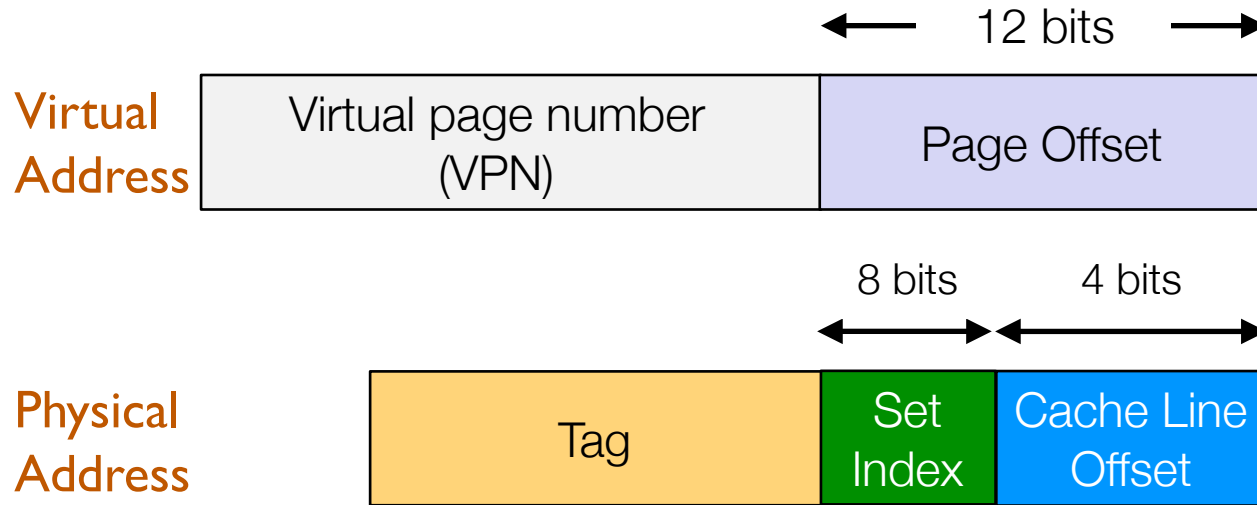 12 bits
Virtual
Address
Virtual page number
(VPN)
Page Offset
8 bits
4 bits
Physical
Address
Tag
Set
Index
Cache Line
Offset